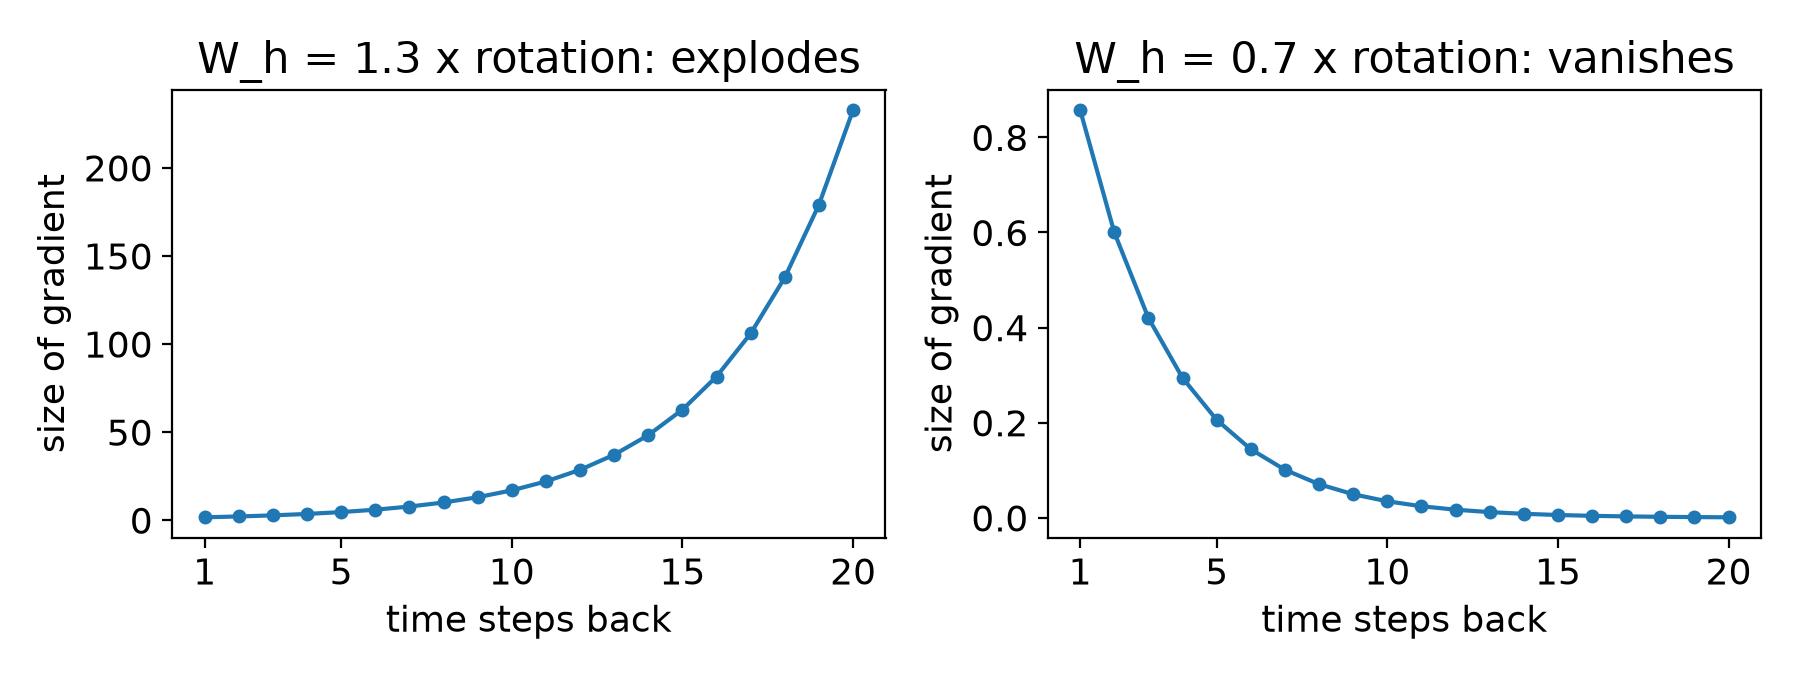 W_h = 1.3 x rotation: explodes
size of gradient
200
150
100
50
0
1 5 10 15 20
time steps back
W_h = 0.7 x rotation: vanishes
size of gradient
0.8
0.6
0.4
0.2
0.0
1 5 10 15 20
time steps back